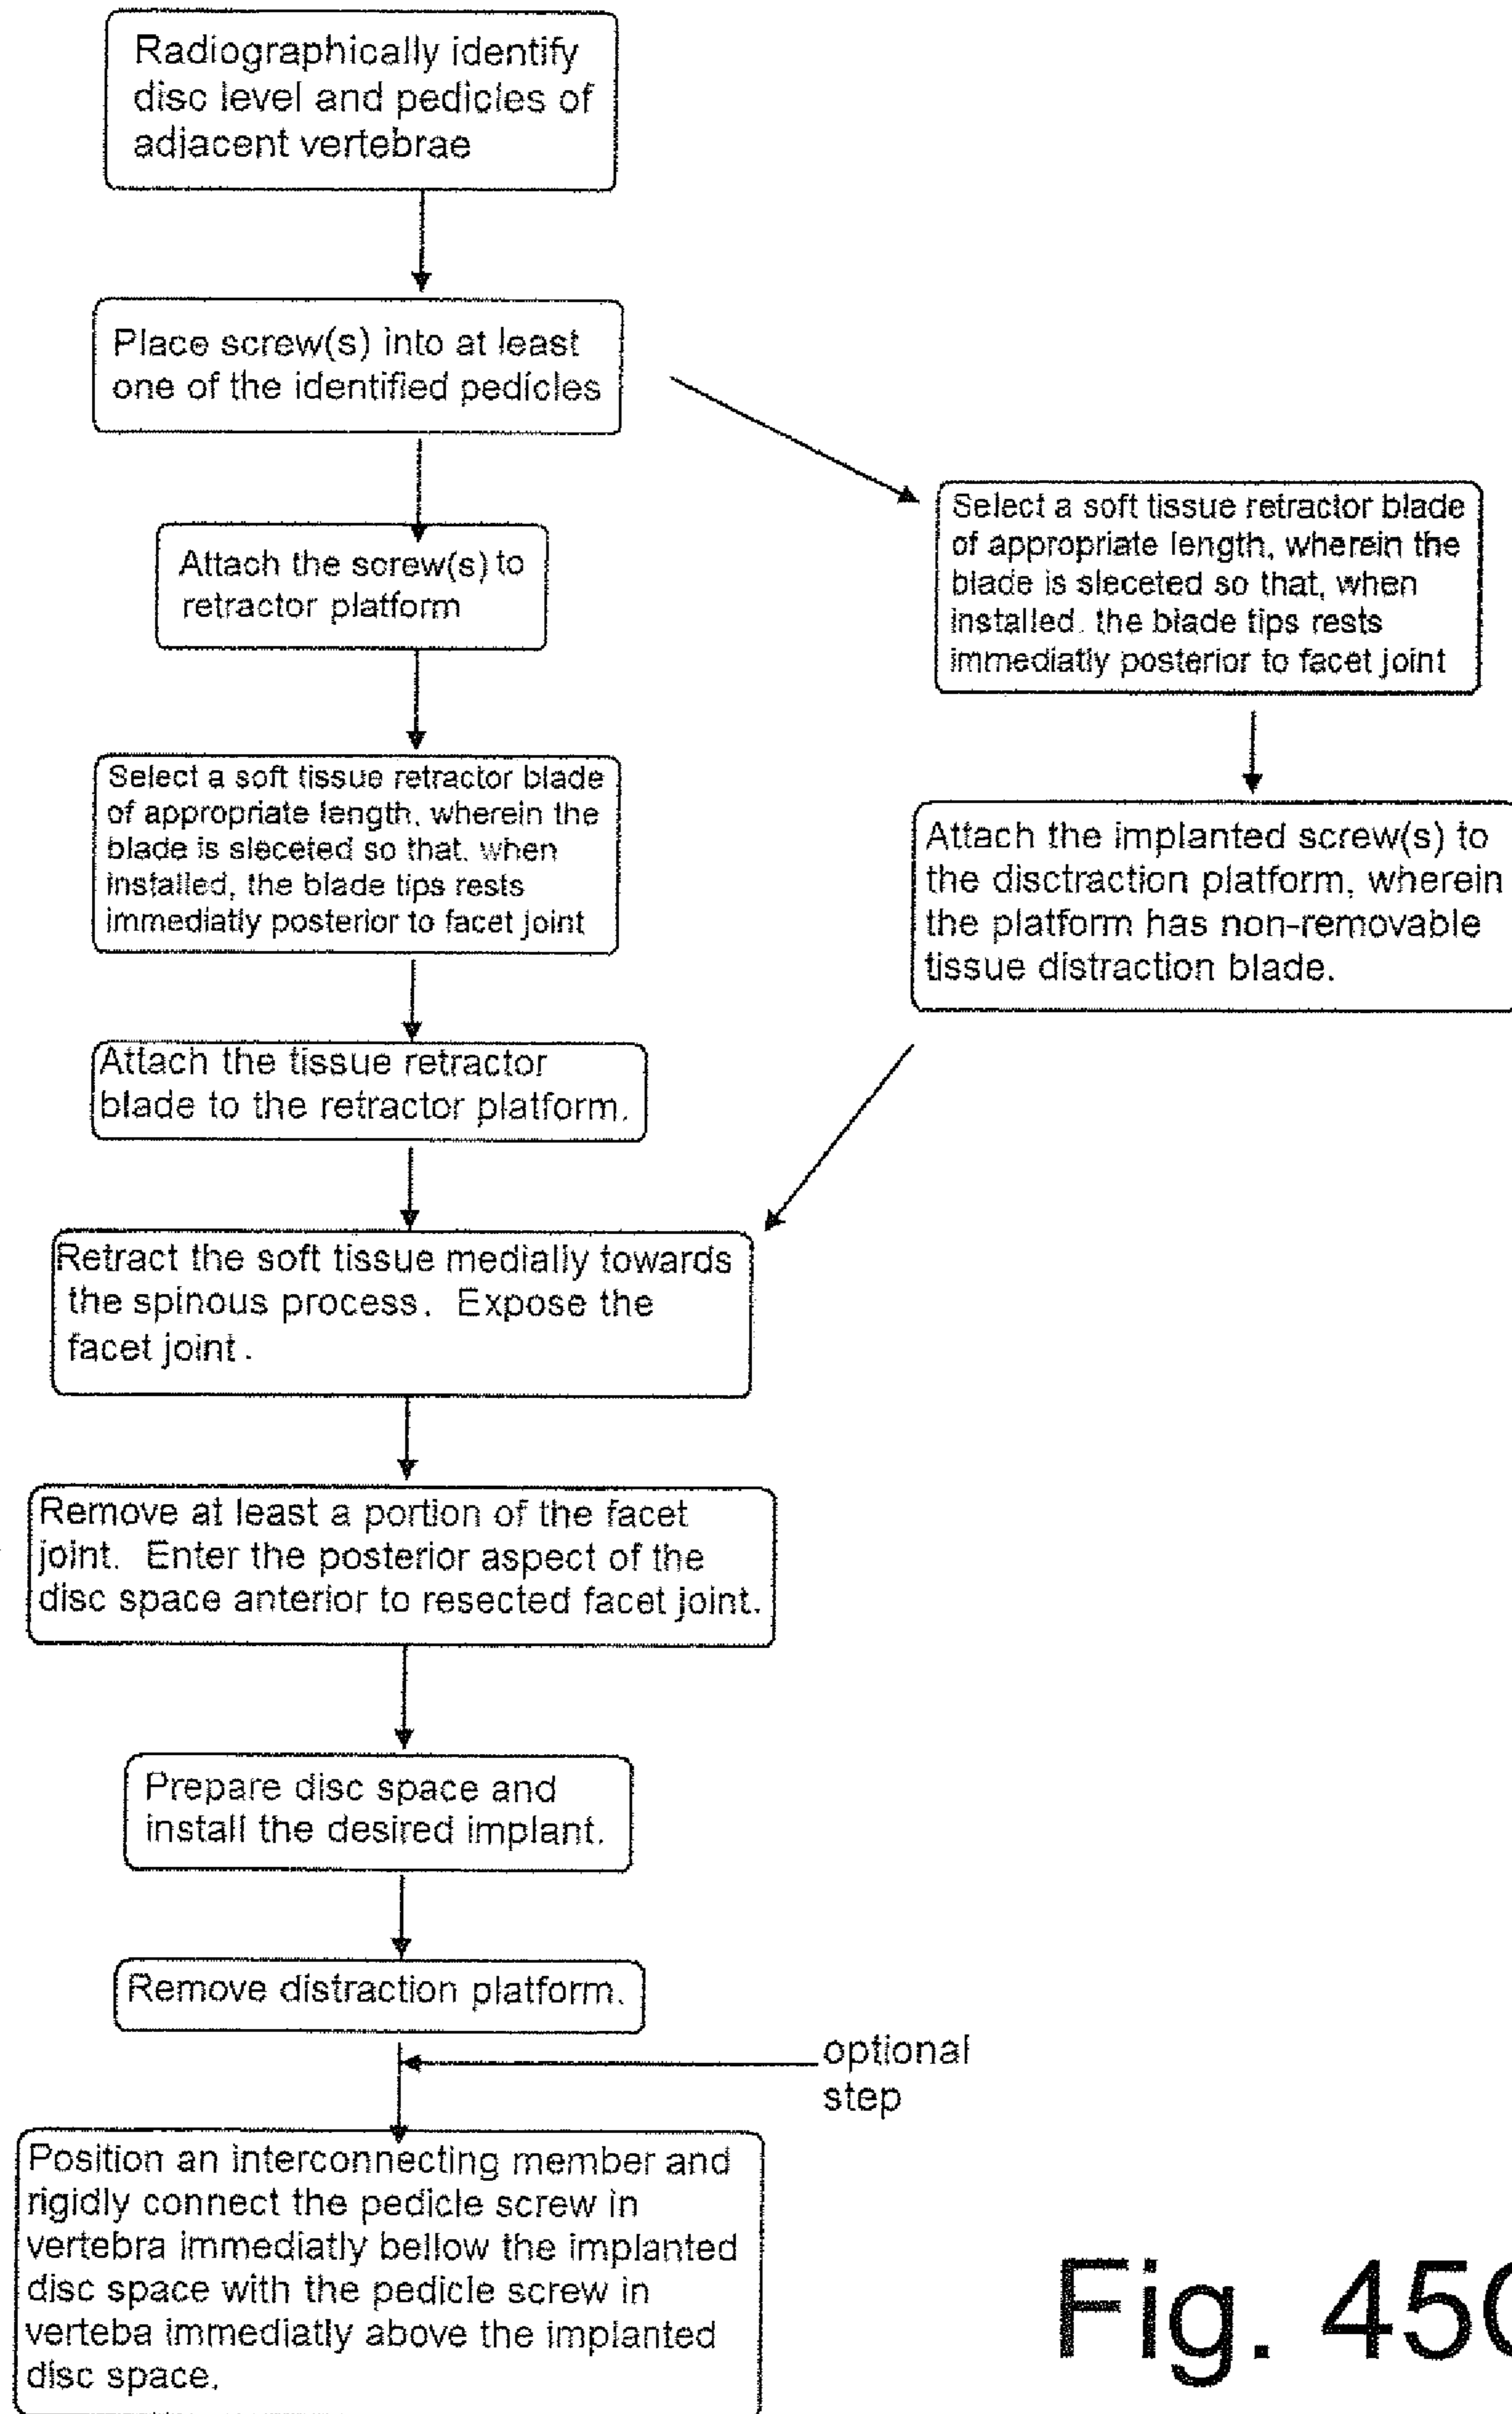 Radiographically identify
disc level and pedicles of
adjacent vertebrae
Place screw(s) into at least
one of the identified pedicles
Attach the screw(s) to
retractor platform
Select a soft tissue retractor blade
of appropriate length, wherein the
blade is sleceted so that, when
installed, the blade tips rests
immediatly posterior to facet joint
Attach the tissue retractor
blade to the retractor platform.
Select a soft tissue retractor blade
of appropriate length, wherein the
blade is sleceted so that, when
installed, the blade tips rests
immediatly posterior to facet joint
Attach the implanted screw(s) to
the disctraction platform, wherein
the platform has non-removable
tissue distraction blade.
Retract the soft tissue medially towards
the spinous process. Expose the
facet joint.
Remove at least a portion of the facet
joint. Enter the posterior aspect of the
disc space anterior to resected facet joint.
Prepare disc space and
install the desired implant.
Remove distraction platform.
optional
step
Position an interconnecting member and
rigidly connect the pedicle screw in
vertebra immediatly bellow the implanted
disc space with the pedicle screw in
verteba immediatly above the implanted
disc space.
Fig.